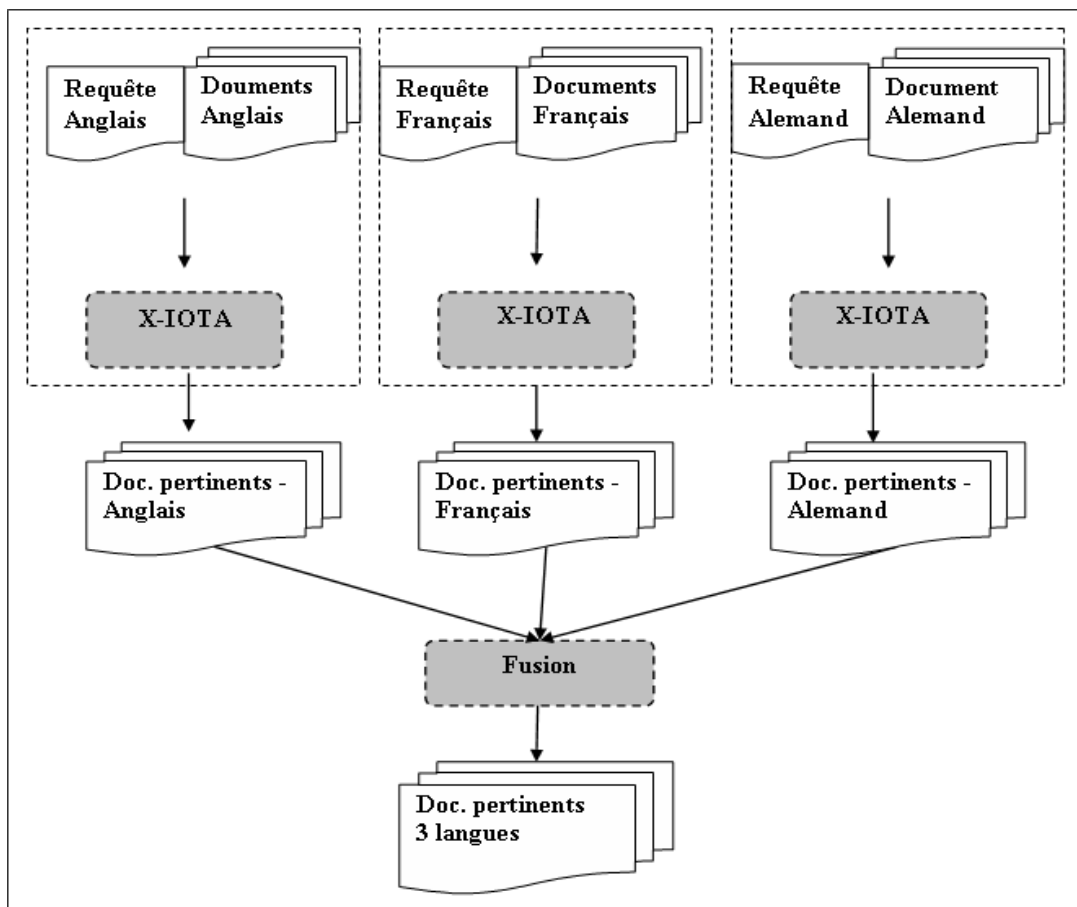 Requête
Anglais
Douments
Anglais
Requête
Français
Documents
Français
Requête
Alemand
Document
Alemand
X-IOTA
X-IOTA
X-IOTA
Doc. pertinents -
Anglais
Doc. pertinents -
Français
Doc. pertinents -
Alemand
Fusion
Doc. pertinents
3 langues